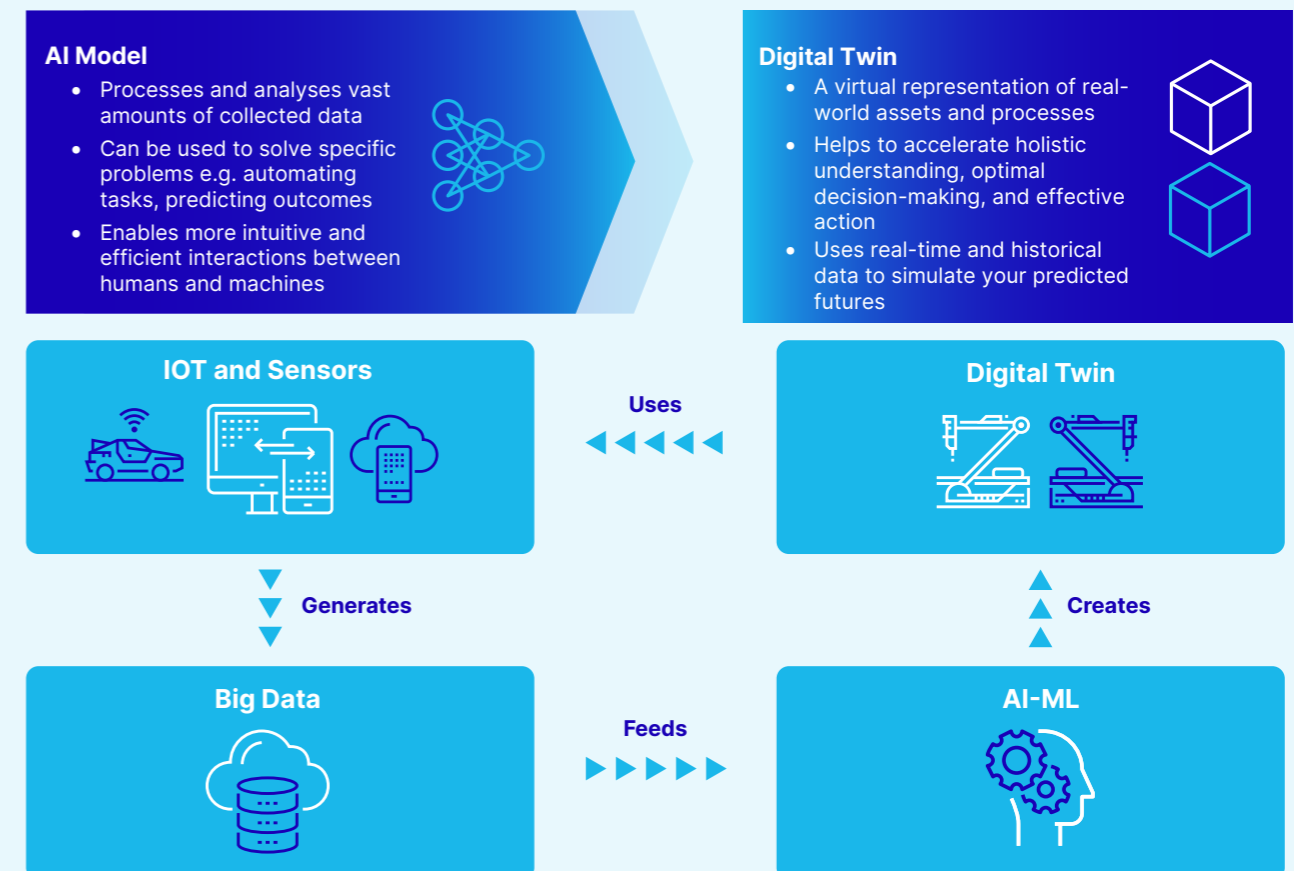 AI Model
• Processes and analyses vast
amounts of collected data
• Can be used to solve specific
problems e.g. automating
tasks, predicting outcomes
• Enables more intuitive and
efficient interactions between
humans and machines
Digital Twin
• A virtual representation of real-
world assets and processes
• Helps to accelerate holistic
understanding, optimal
decision-making, and effective
action
• Uses real-time and historical
data to simulate your predicted
futures
IOT and Sensors
Uses
Digital Twin
Generates
Creates
Big Data
Feeds
AI-ML